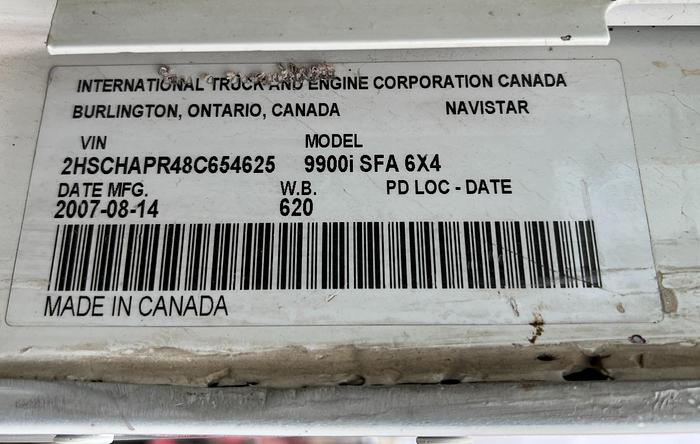 INTERNATIONAL TRUCK AND ENGINE CORPORATION CANADA
BURLINGTON, ONTARIO, CANADA NAVISTAR
VIN MODEL
2HSCHAPR48C654625 9900i SFA 6X4
DATE MFG. W.B. PD LOC - DATE
2007-08-14 620
MADE IN CANADA